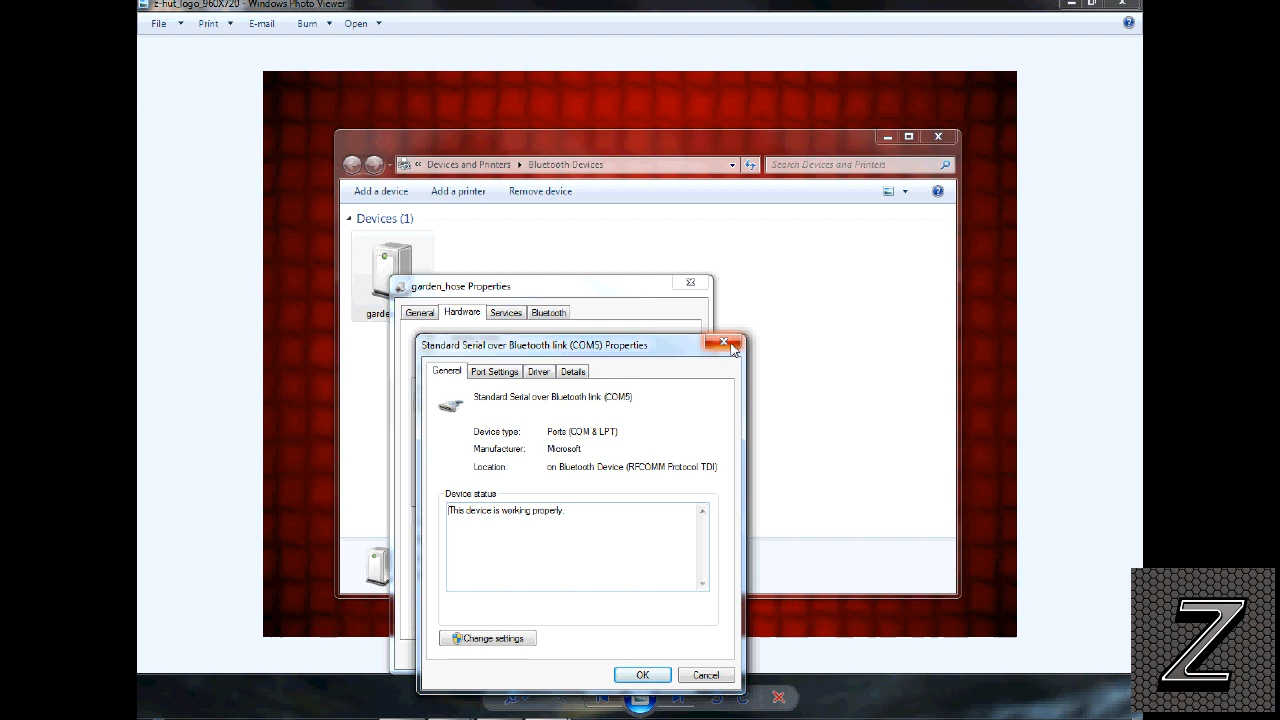 z-hut_logo_960X720 - Windows Photo Viewer
File Print E-mail Burn Open
« Devices and Printers Bluetooth Devices Search Devices and Printers
Add a device Add a printer Remove device
Devices (1)
garden_hose Properties
General Hardware Services Bluetooth
Standard Serial over Bluetooth link (COM5) Properties
General Port Settings Driver Details
Standard Serial over Bluetooth link (COM5)
Device type: Ports (COM & LPT)
Manufacturer: Microsoft
Location: on Bluetooth Device (RFCOMM Protocol TDI)
Device status
This device is working properly.
Change settings
OK Cancel
Z